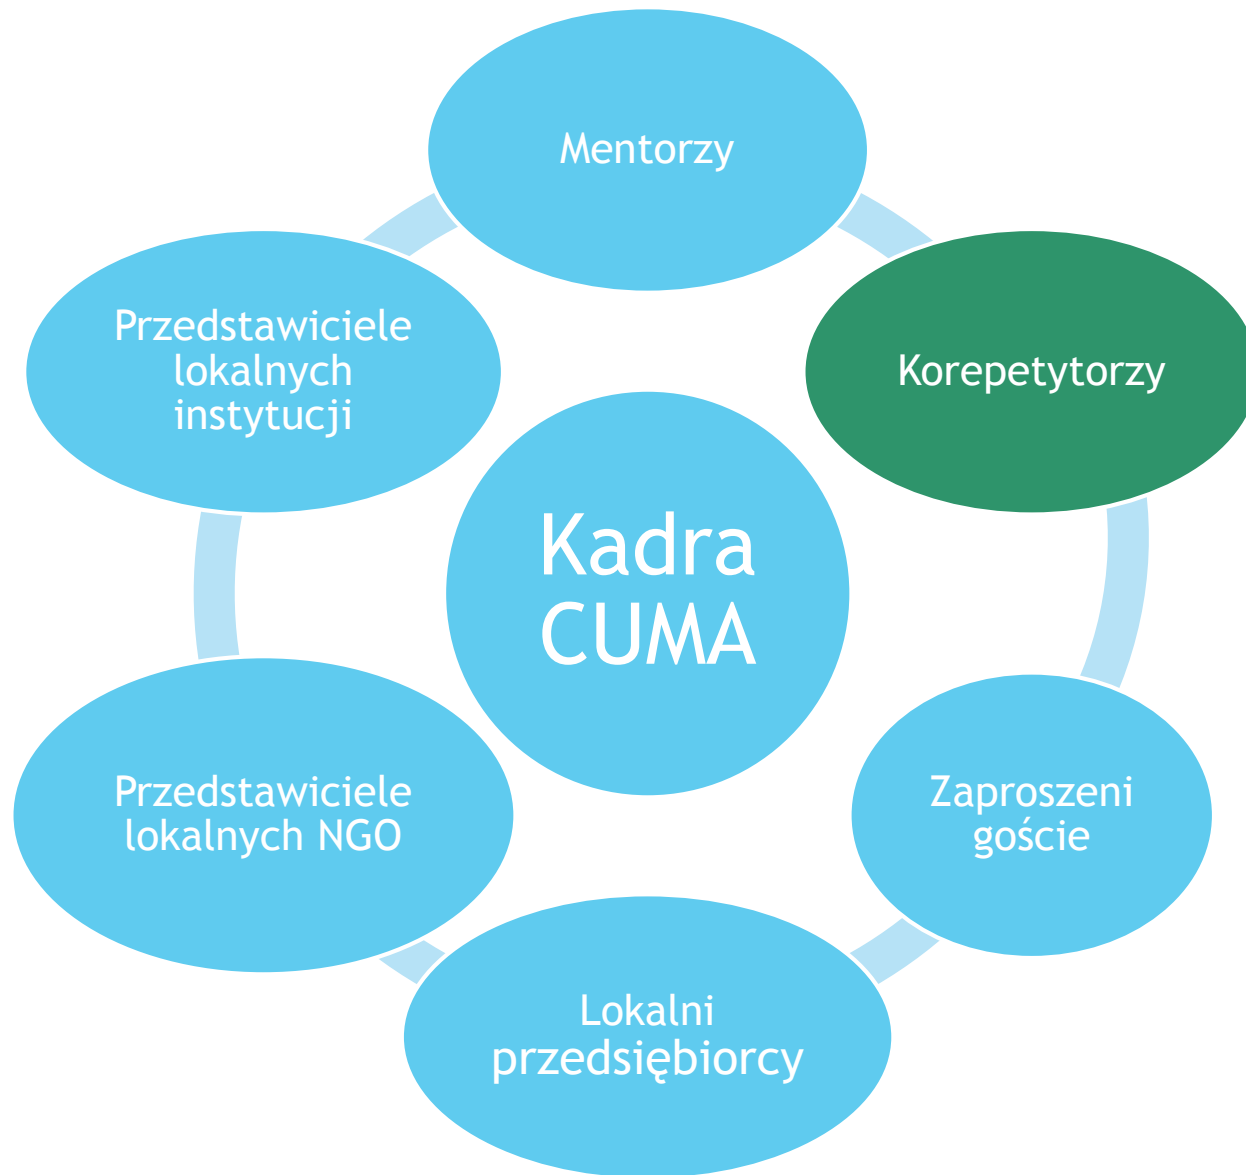 Mentorzy
Korepetytorzy
Zaproszeni
goście
Lokalni
przedsiębiorcy
Przedstawiciele
lokalnych NGO
Przedstawiciele
lokalnych
instytucji
Kadra
CUMA